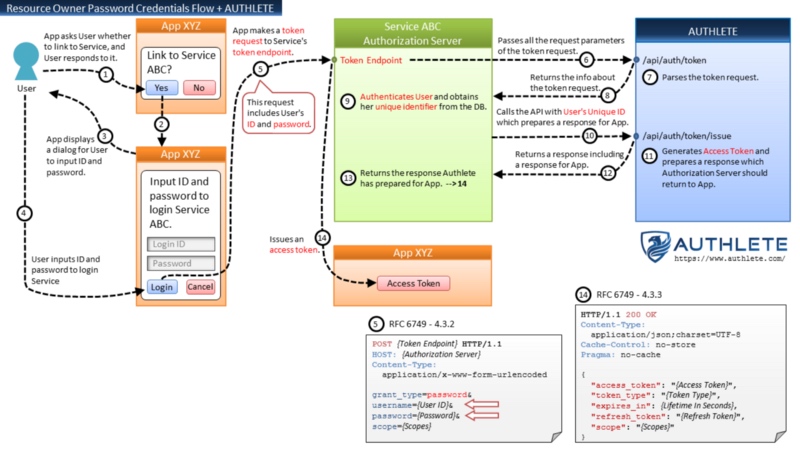 Resource Owner Password Credentials Flow + AUTHLETE
App XYZ
Link to Service
ABC?
Yes
No
App asks User whether
to link to Service, and
User responds to it.
User
1
2
3
App displays
a dialog for User
to input ID and
password.
App XYZ
Input ID and
password to
login Service
ABC.
Login ID
Password
Login
Cancel
4
User inputs ID and
password to login
Service
App makes a token
request to Service's
token endpoint.
5
This request
includes User's
ID and password.
Service ABC
Authorization Server
Token Endpoint
9
Authenticates User and obtains
her unique identifier from the DB.
13
Returns the response Authlete
has prepared for App. -->14
Passes all the request parameters
of the token request.
6
Returns the info about
the token request.
8
Calls the API with User's Unique ID
which prepares a response for App.
10
Returns a response including
a response for App.
12
AUTHLETE
/api/auth/token
7
Parses the token request.
/api/auth/token/issue
11
Generates Access Token and
prepares a response which
Authorization Server should
return to App.
Issues an
access token.
14
App XYZ
Access Token
AUTHLETE
https://www.authlete.com/
5 RFC 6749 - 4.3.2
POST {Token Endpoint} HTTP/1.1
HOST: {Authorization Server}
Content-Type:
application/x-www-form-urlencoded
grant_type=password&
username={User ID}&
password={Password}&
scope={Scopes}
14 RFC 6749 - 4.3.3
HTTP/1.1 200 OK
Content-Type:
application/json;charset=UTF-8
Cache-Control: no-store
Pragma: no-cache
{
"access_token": "{Access Token}",
"token_type": "{Token Type}",
"expires_in": {Lifetime In Seconds},
"refresh_token": "{Refresh Token}",
"scope": "{Scopes}"
}